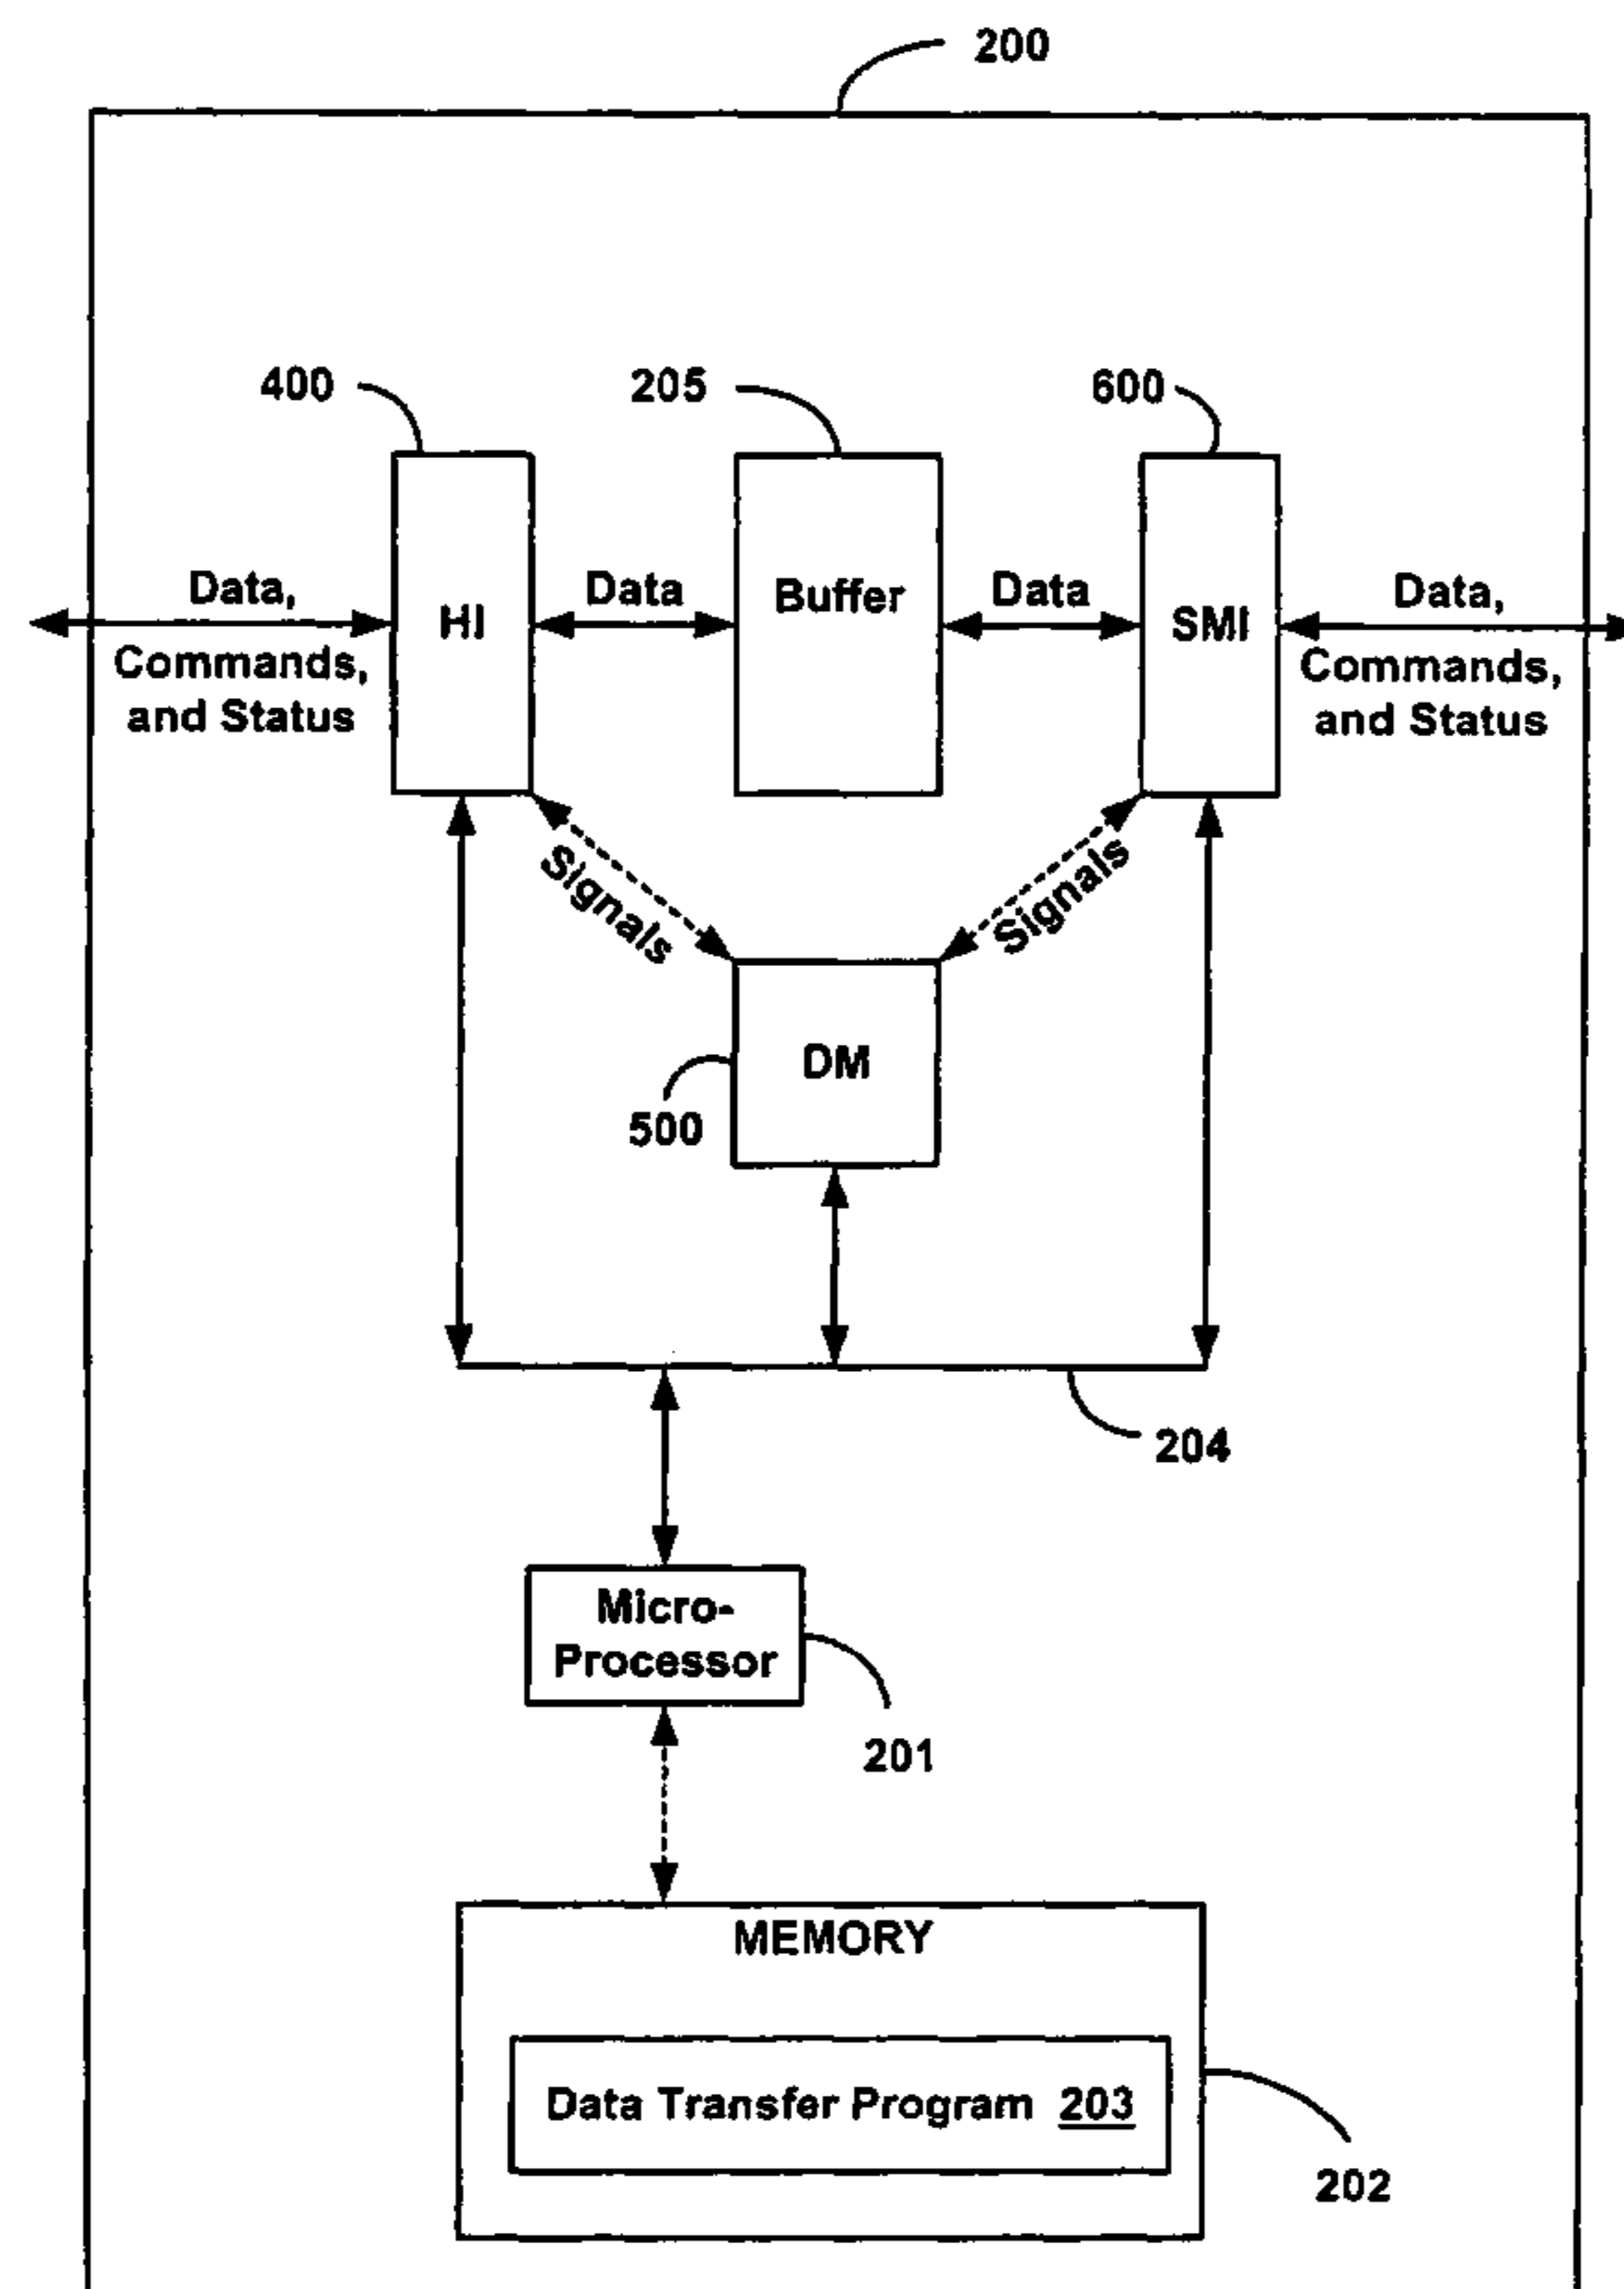 200
400
205
600
Data,
Commands,
and Status
HI
Data
Buffer
Data
SMI
Data,
Commands,
and Status
Signals
Signals
DM
500
204
Micro-
Processor
201
MEMORY
Data Transfer Program 203
202